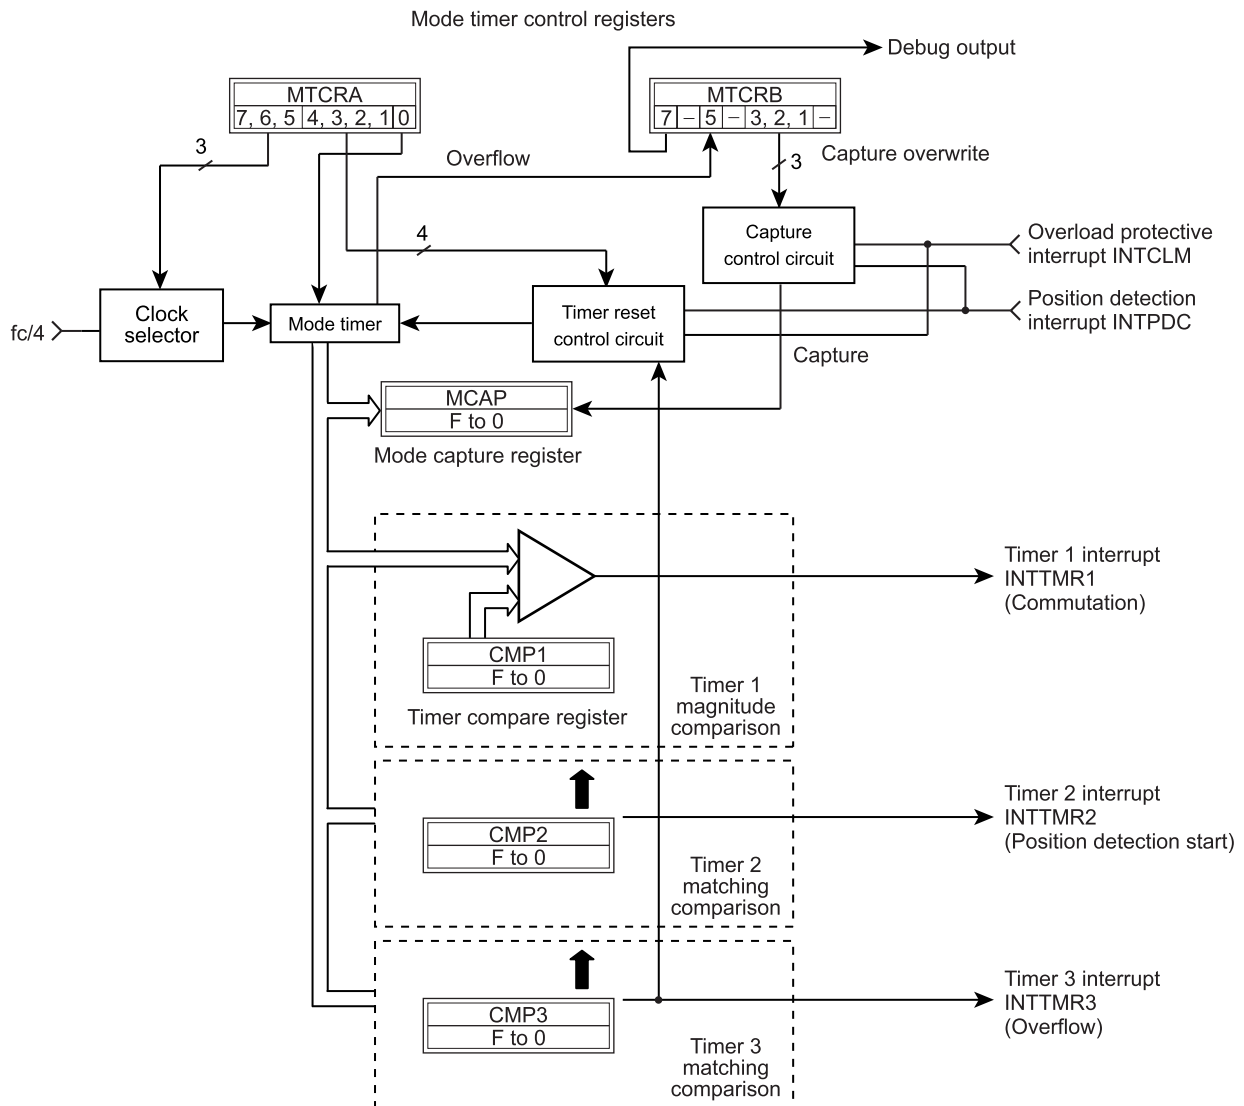 Mode timer control registers
Debug output
MTCRA
7, 6, 5 4, 3, 2, 1 0
MTCRB
7 – 5 – 3, 2, 1 –
3
Overflow
3
Capture overwrite
4
Capture
control circuit
Overload protective
interrupt INTCLM
fc/4
Clock
selector
Mode timer
Timer reset
control circuit
Position detection
interrupt INTPDC
Capture
MCAP
F to 0
Mode capture register
Timer 1 interrupt
INTTMR1
(Commutation)
CMP1
F to 0
Timer compare register
Timer 1
magnitude
comparison
Timer 2 interrupt
INTTMR2
(Position detection start)
CMP2
F to 0
Timer 2
matching
comparison
Timer 3 interrupt
INTTMR3
(Overflow)
CMP3
F to 0
Timer 3
matching
comparison